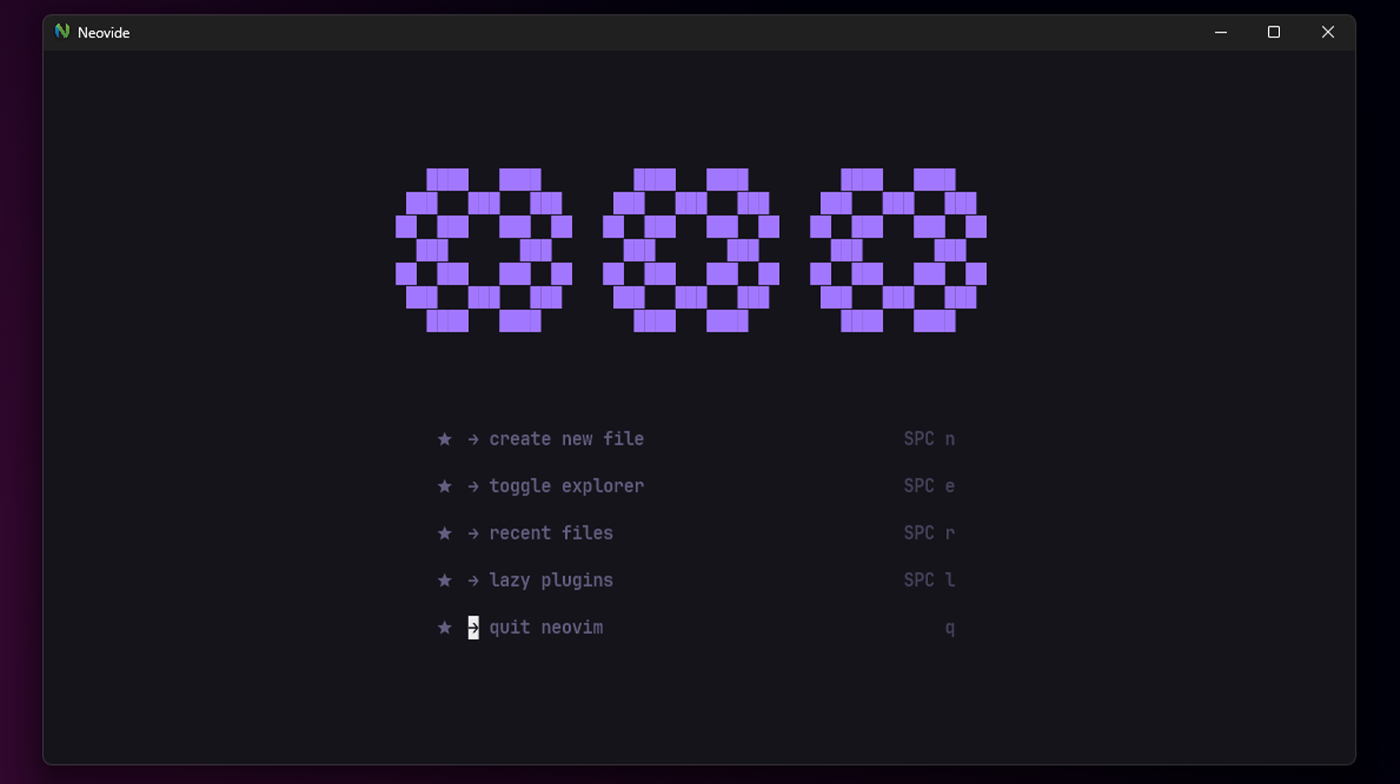 Neovide
★ → create new file SPC n
★ → toggle explorer SPC e
★ → recent files SPC r
★ → lazy plugins SPC l
★ → quit neovim q